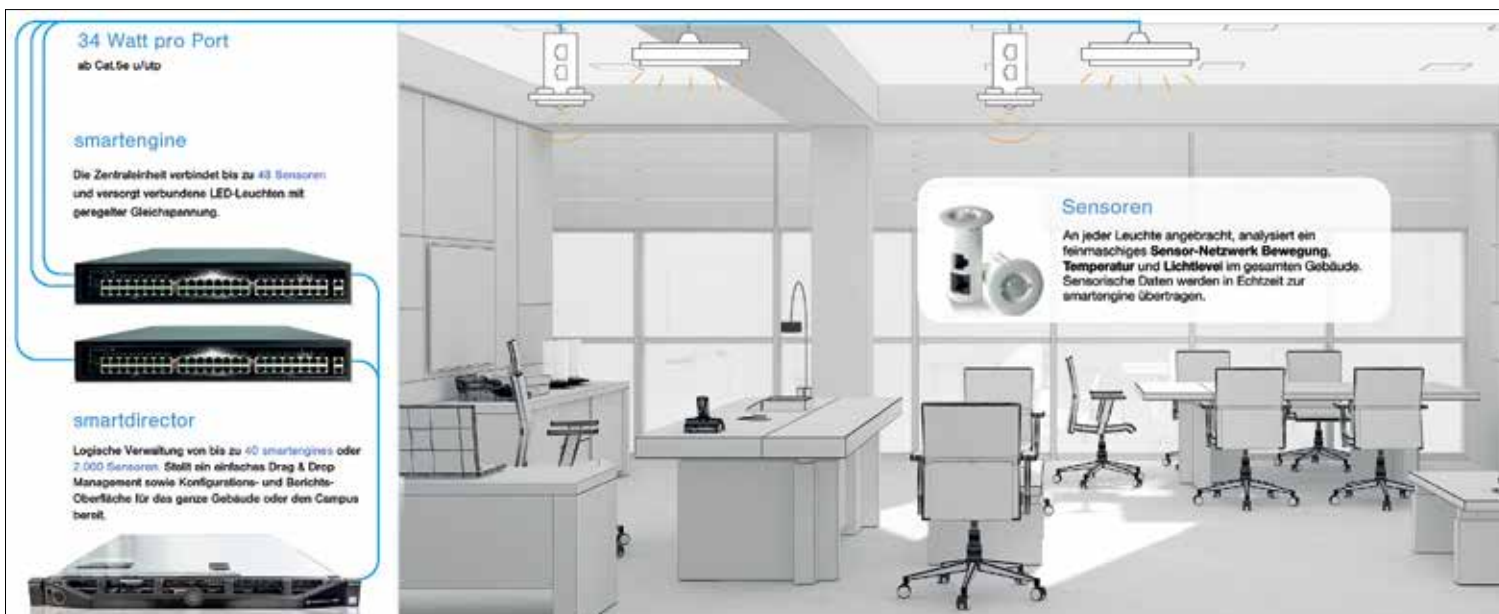 34 Watt pro Port
ab Cat.5e u/utp
smartengine
Die Zentraleinheit verbindet bis zu 48 Sensoren
und versorgt verbundene LED-Leuchten mit
geregelter Gleichspannung.
smartdirector
Logische Verwaltung von bis zu 40 smartengines oder
2.000 Sensoren. Stellt ein einfaches Drag & Drop
Management sowie Konfigurations- und Berichts-
Oberfläche für das ganze Gebäude oder den Campus
bereit.
Sensoren
An jeder Leuchte angebracht, analysiert ein
feinmaschiges Sensor-Netzwerk Bewegung,
Temperatur und Lichtlevel im gesamten Gebäude.
Sensorische Daten werden in Echtzeit zur
smartengine übertragen.